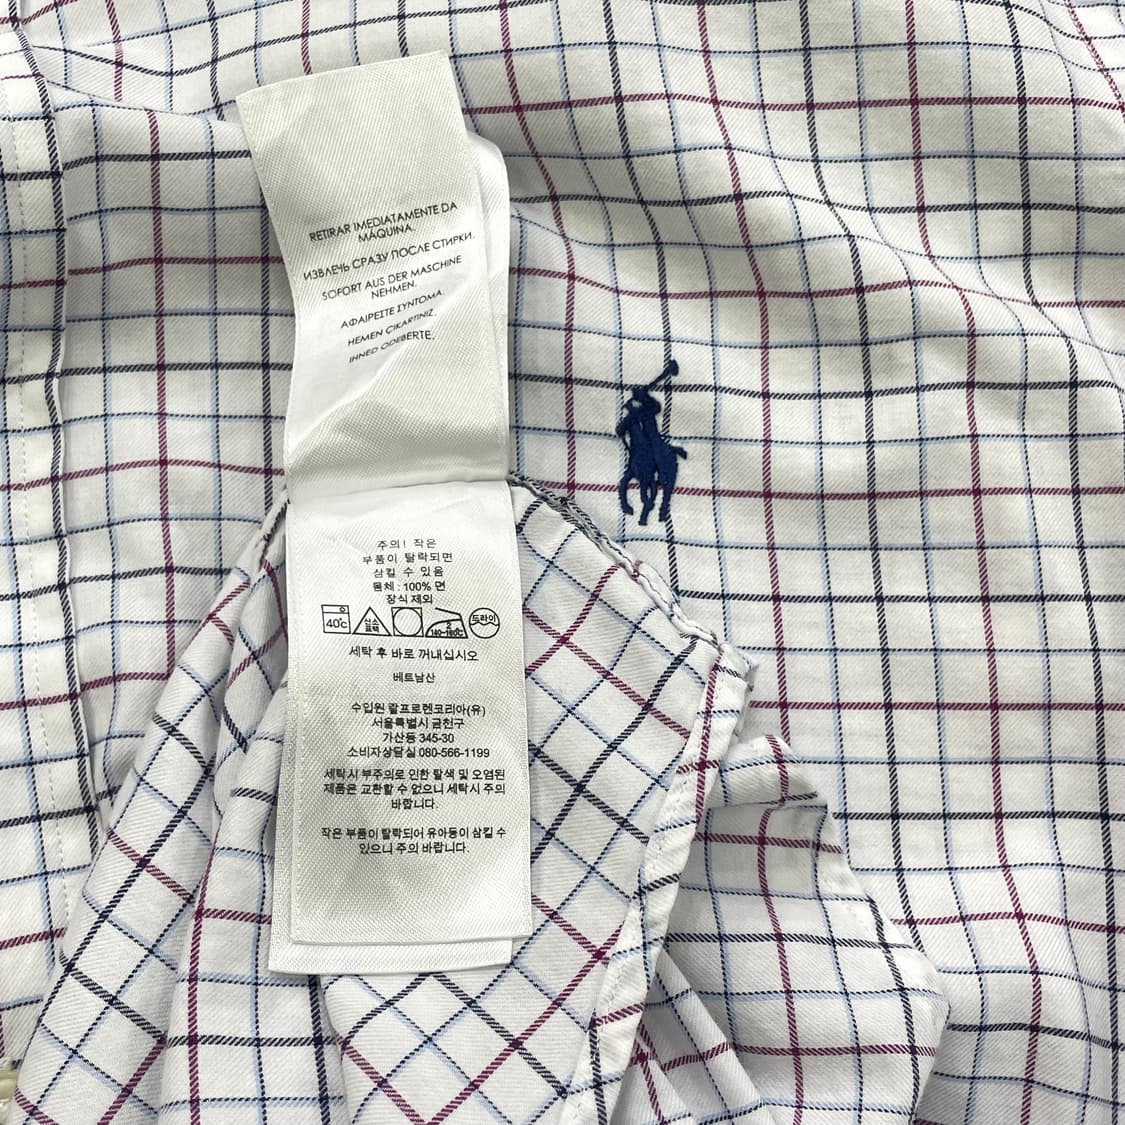 RETIRAR IMEDIATAMENTE DA
MÁQUINA.
ИЗВЛЕЧЬ СРАЗУ ПОСЛЕ СТИРКИ.
SOFORT AUS DER MASCHINE
NEHMEN.
ΑΦΑΙΡΕΙΤΕ ΣΥΝΤΟΜΑ.
HEMEN ÇIKARTINIZ.
IHNED ODEBERTE.
주의! 작은
부품이 탈락되면
삼킬 수 있음
몸체 : 100% 면
장식 제외
40℃ 산소 표백 2 140~160℃ 드라이
세탁 후 바로 꺼내십시오
베트남산
수입원 랄프로렌코리아(유)
서울특별시 금천구
가산동 345-30
소비자상담실 080-566-1199
세탁시 부주의로 인한 탈색 및 오염된
제품은 교환할 수 없으니 세탁시 주의
바랍니다.
작은 부품이 탈락되어 유아동이 삼킬 수
있으니 주의 바랍니다.